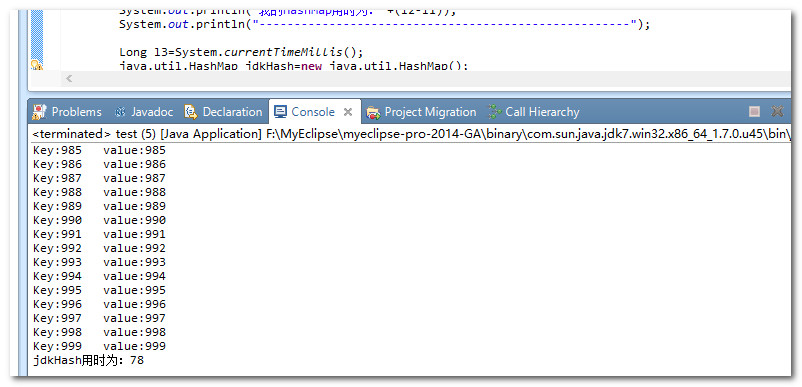 System.out.println("我的HashMap用时为: "+(l2-l1));
System.out.println("-----------------------------------------------------");
Long l3=System.currentTimeMillis();
java.util.HashMap jdkHash=new java.util.HashMap();
Problems Javadoc Declaration Console Project Migration Call Hierarchy
<terminated> test (5) [Java Application] F:\MyEclipse\myeclipse-pro-2014-GA\binary\com.sun.java.jdk7.win32.x86_64_1.7.0.u45\bin\
Key:985 value:985
Key:986 value:986
Key:987 value:987
Key:988 value:988
Key:989 value:989
Key:990 value:990
Key:991 value:991
Key:992 value:992
Key:993 value:993
Key:994 value:994
Key:995 value:995
Key:996 value:996
Key:997 value:997
Key:998 value:998
Key:999 value:999
jdkHash用时为: 78